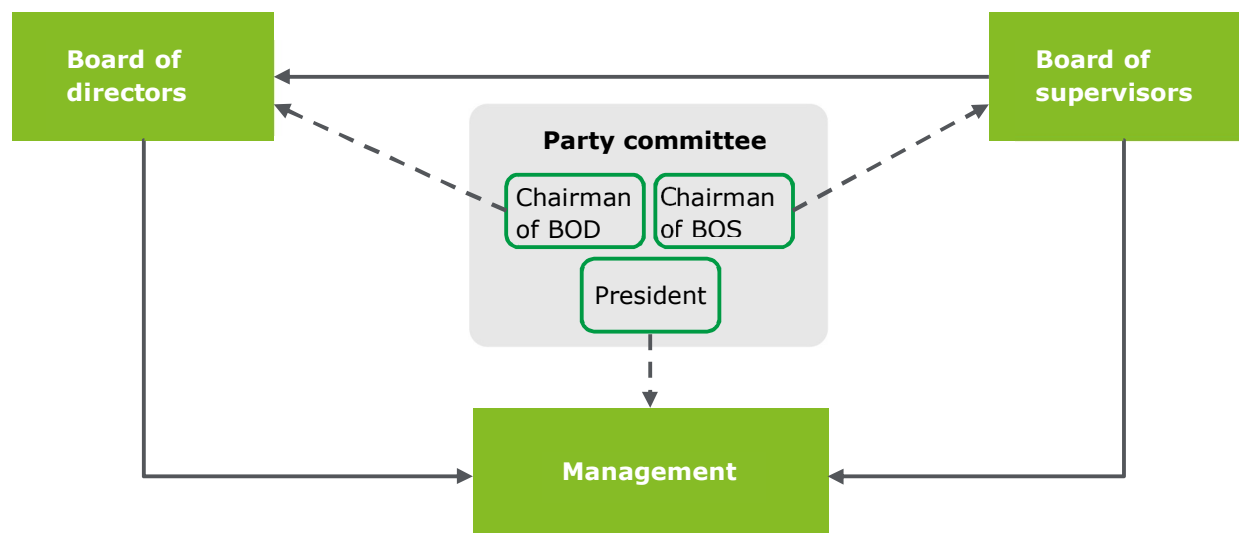 Board of
directors
Board of
supervisors
Party committee
Chairman
of BOD
Chairman
of BOS
President
Management